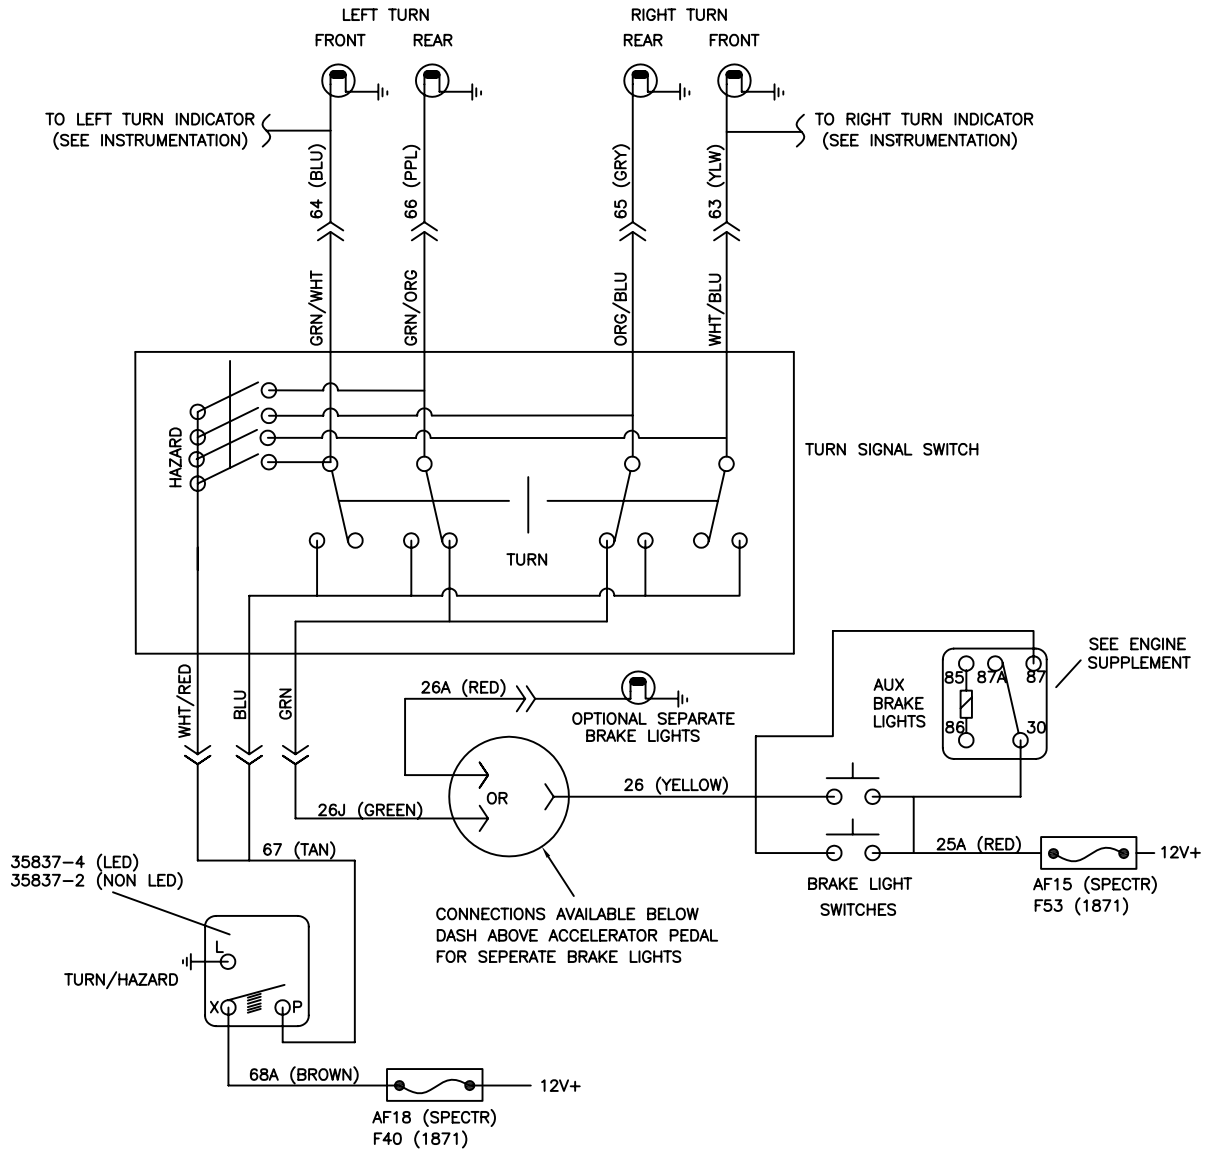 LEFT TURN
RIGHT TURN
FRONT
REAR
REAR
FRONT
TO LEFT TURN INDICATOR
(SEE INSTRUMENTATION)
TO RIGHT TURN INDICATOR
(SEE INSTRUMENTATION)
64 (BLU)
66 (PPL)
65 (GRY)
63 (YLW)
GRN/WHT
GRN/ORG
ORG/BLU
WHT/BLU
HAZARD
TURN SIGNAL SWITCH
TURN
WHT/RED
BLU
GRN
26A (RED)
OPTIONAL SEPARATE
BRAKE LIGHTS
SEE ENGINE
SUPPLEMENT
AUX
BRAKE
LIGHTS
85
87A
87
86
30
OR
26 (YELLOW)
26J (GREEN)
67 (TAN)
25A (RED)
12V+
35837-4 (LED)
35837-2 (NON LED)
BRAKE LIGHT
SWITCHES
AF15 (SPECTR)
F53 (1871)
CONNECTIONS AVAILABLE BELOW
DASH ABOVE ACCELERATOR PEDAL
FOR SEPERATE BRAKE LIGHTS
L
TURN/HAZARD
X
P
68A (BROWN)
12V+
AF18 (SPECTR)
F40 (1871)